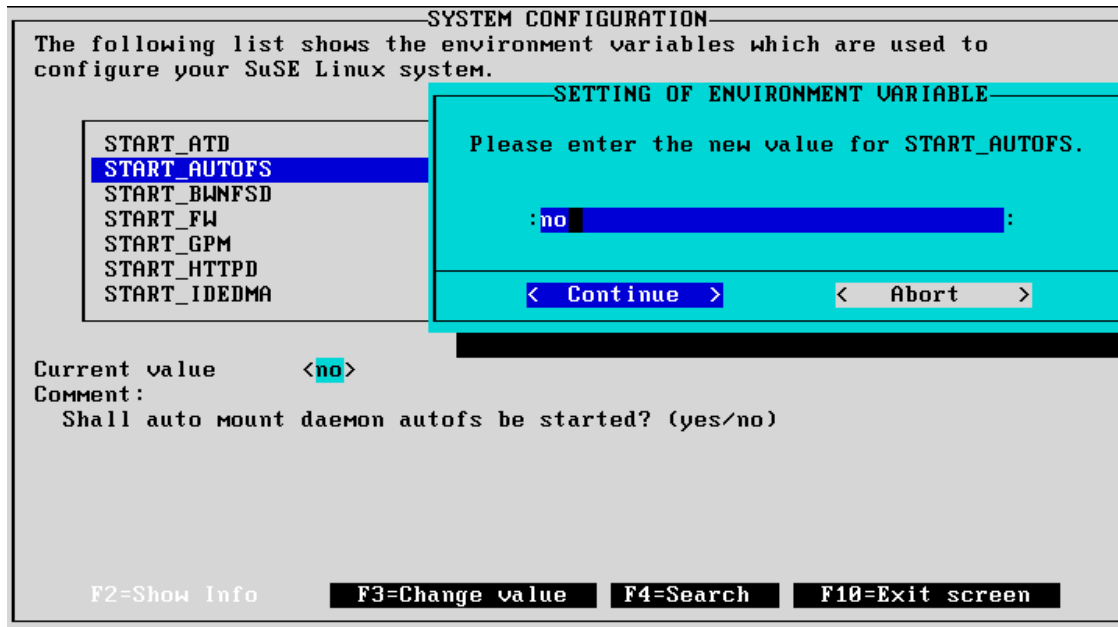 SYSTEM CONFIGURATION
The following list shows the environment variables which are used to
configure your SuSE Linux system.
SETTING OF ENVIRONMENT VARIABLE
Please enter the new value for START_AUTOFS.
:no :
< Continue > < Abort >
START_ATD
START_AUTOFS
START_BWNFSD
START_FW
START_GPM
START_HTTPD
START_IDEDMA
Current value <no>
Comment:
Shall auto mount daemon autofs be started? (yes/no)
F2=Show Info F3=Change value F4=Search F10=Exit screen